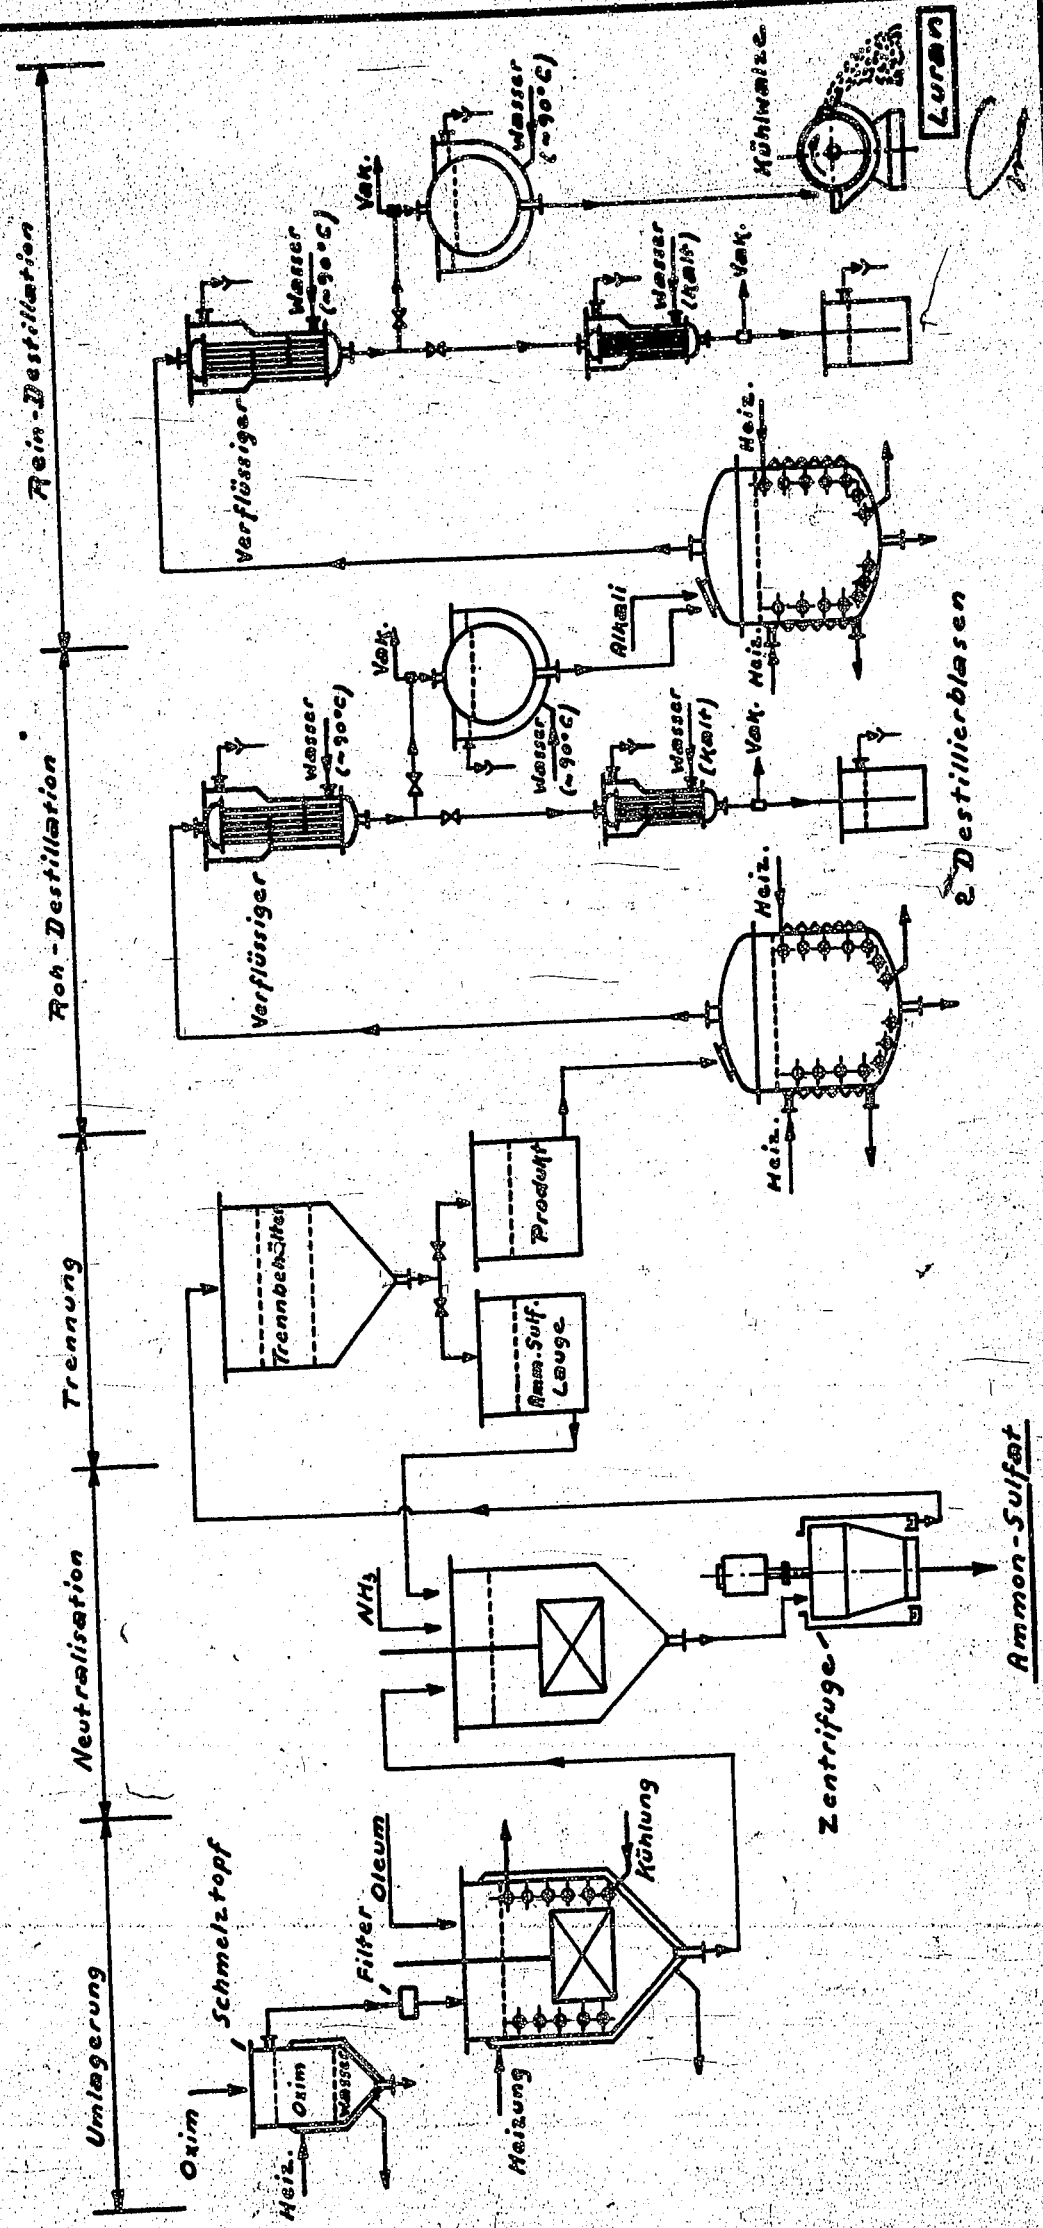 Umlagerung
Neutralisation
Trennung
Roh-Destillation
Rein-Destillation
Oxim
Schmelztopf
Heiz.
Oxim
Wasser
Filter
Oleum
Heizung
Kühlung
NH3
Zentrifuge
Ammon-Sulfat
Trennbehälter
Amm.Sulf.
Lauge
Produkt
Verflüssiger
Wasser
(~90°C)
Vak.
Wasser
(~90°C)
Wasser
(kalt)
Vak.
Heiz.
Heiz.
2 Destillierblasen
Alkali
Verflüssiger
Wasser
(~90°C)
Vak.
Wasser
(~90°C)
Wasser
(kalt)
Vak.
Heiz.
Heiz.
Kühlwalze
Luran